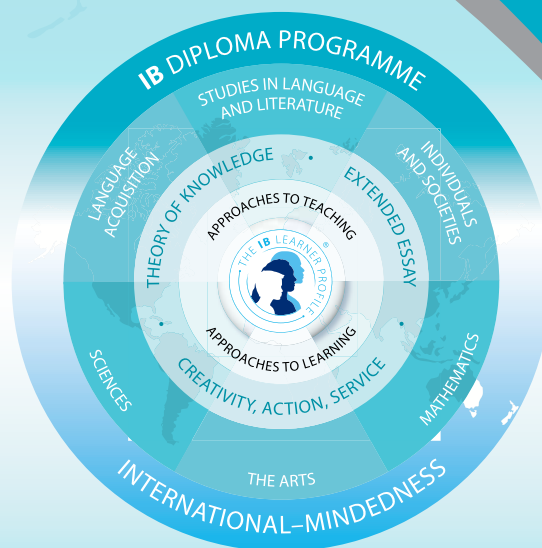 IB DIPLOMA PROGRAMME
STUDIES IN LANGUAGE
AND LITERATURE
LANGUAGE
ACQUISITION
INDIVIDUALS
AND SOCIETIES
THEORY OF KNOWLEDGE
•
EXTENDED ESSAY
•
APPROACHES TO TEACHING
THE IB LEARNER PROFILE ®
APPROACHES TO LEARNING
•
CREATIVITY, ACTION, SERVICE
SCIENCES
MATHEMATICS
THE ARTS
INTERNATIONAL–MINDEDNESS